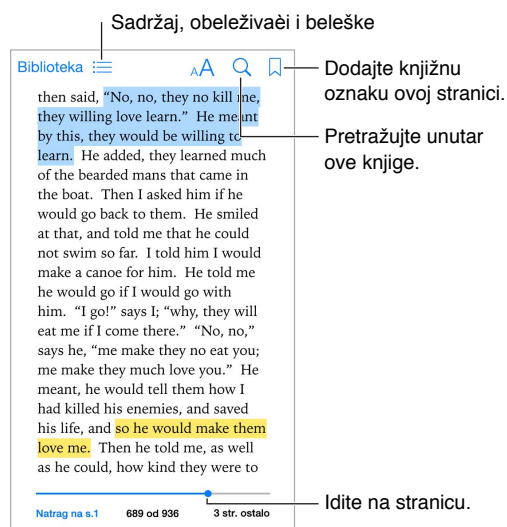 Sadržaj, obeleživaèi i beleške
Biblioteka
AA
Dodajte knjižnu
oznaku ovoj stranici.
Pretražujte unutar
ove knjige.
then said, “No, no, they no kill me,
they willing love learn.”  He meant
by this, they would be willing to
learn.  He added, they learned much
of the bearded mans that came in
the boat.  Then I asked him if he
would go back to them.  He smiled
at that, and told me that he could
not swim so far.  I told him I would
make a canoe for him.  He told me
he would go if I would go with
him.  “I go!” says I; “why, they will
eat me if I come there.”  “No, no,”
says he, “me make they no eat you;
me make they much love you.”  He
meant, he would tell them how I
had killed his enemies, and saved
his life, and so he would make them
love me.  Then he told me, as well
as he could, how kind they were to
Idite na stranicu.
Natrag na s.1 689 od 936 3 str. ostalo